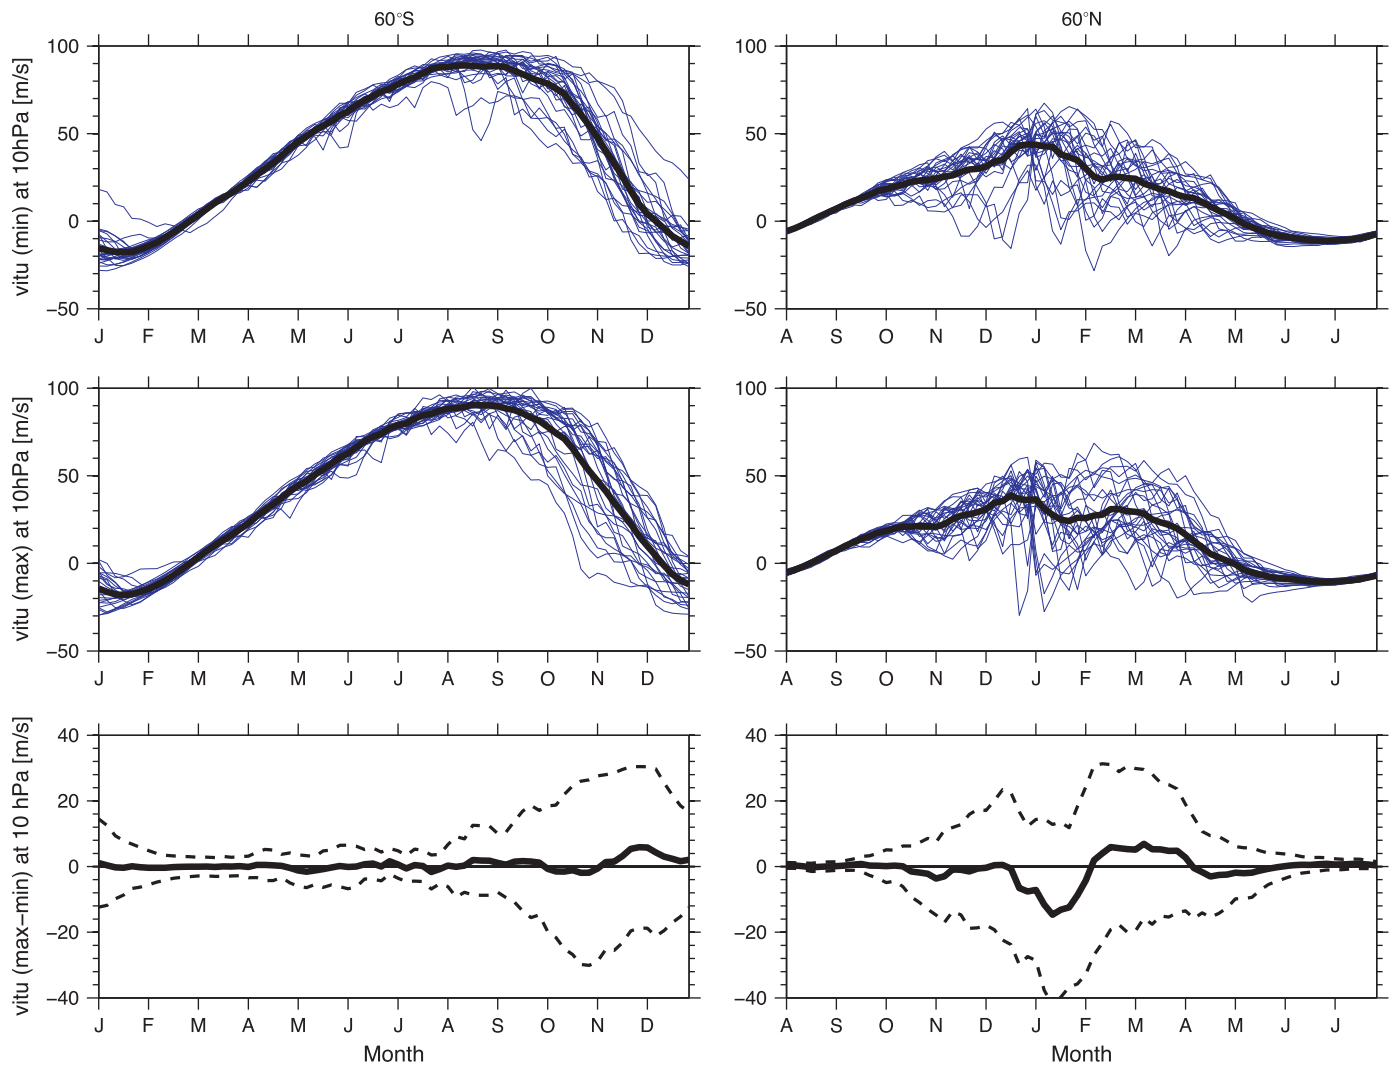 60°S
60°N
vitu (min) at 10hPa [m/s]
100
50
0
−50
J F M A M J J A S O N D
100
50
0
−50
A S O N D J F M A M J J
vitu (max) at 10hPa [m/s]
100
50
0
−50
J F M A M J J A S O N D
100
50
0
−50
A S O N D J F M A M J J
vitu (max−min) at 10 hPa [m/s]
40
20
0
−20
−40
J F M A M J J A S O N D
Month
40
20
0
−20
−40
A S O N D J F M A M J J
Month